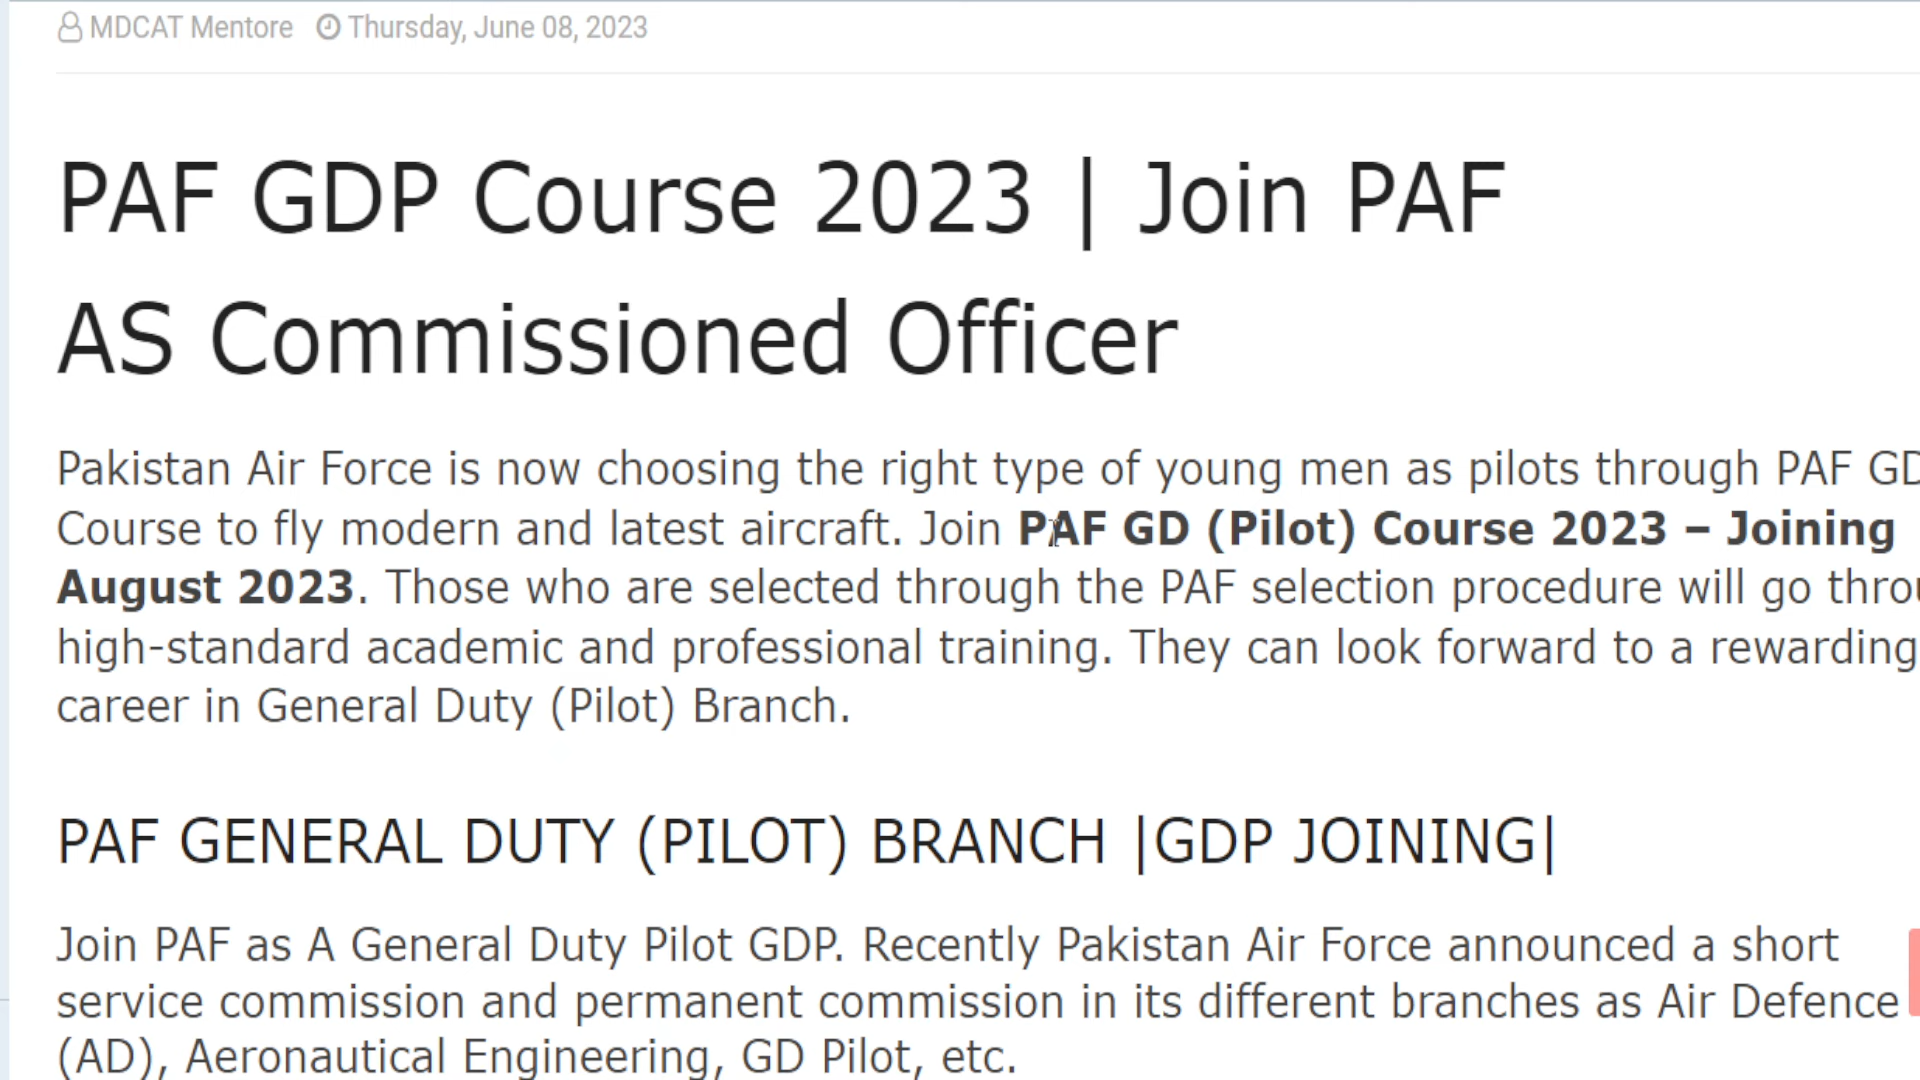 MDCAT Mentore Thursday, June 08, 2023
PAF GDP Course 2023 | Join PAF
AS Commissioned Officer
Pakistan Air Force is now choosing the right type of young men as pilots through PAF
Course to fly modern and latest aircraft. Join PAF GD (Pilot) Course 2023 – Joining
August 2023. Those who are selected through the PAF selection procedure will go
high-standard academic and professional training. They can look forward to a rewarding
career in General Duty (Pilot) Branch.
PAF GENERAL DUTY (PILOT) BRANCH |GDP JOINING|
Join PAF as A General Duty Pilot GDP. Recently Pakistan Air Force announced a short
service commission and permanent commission in its different branches as Air Defence
(AD), Aeronautical Engineering, GD Pilot, etc.